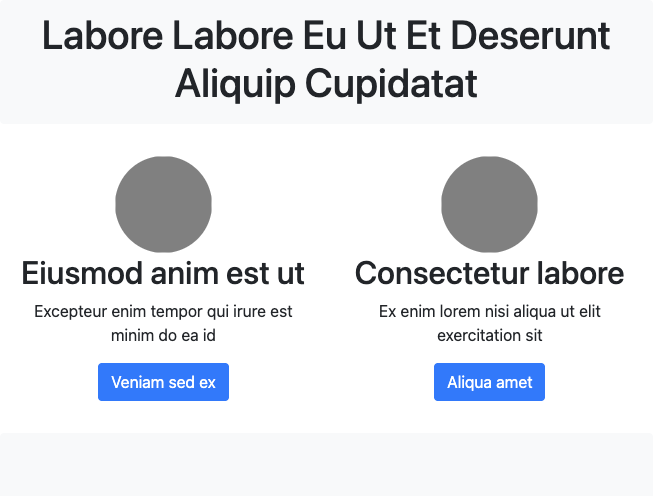 Labore Labore Eu Ut Et Deserunt
Aliquip Cupidatat
Eiusmod anim est ut
Excepteur enim tempor qui irure est
minim do ea id
Veniam sed ex
Consectetur labore
Ex enim lorem nisi aliqua ut elit
exercitation sit
Aliqua amet